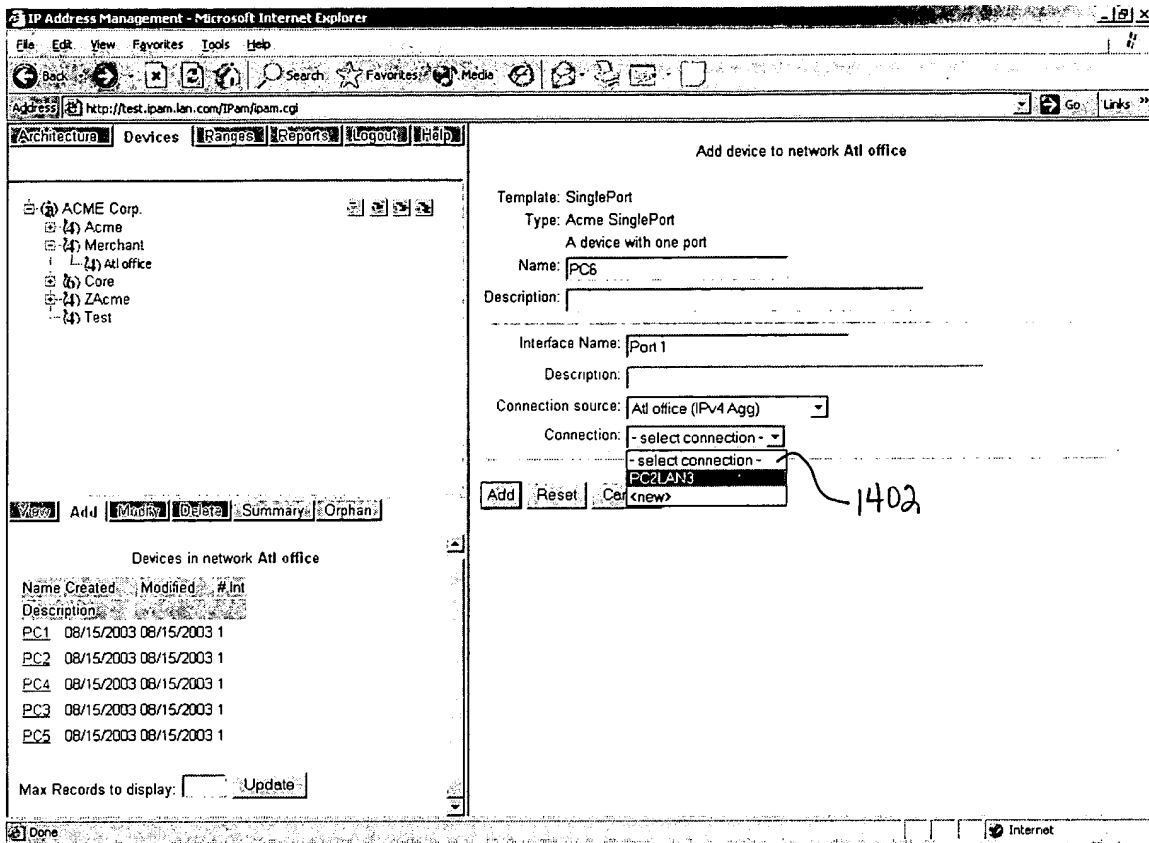 IP Address Management - Microsoft Internet Explorer
File Edit View Favorites Tools Help
Back Search Favorites Media
Address http://test.ipam.lan.com/IPam/ipam.cgi Go Links »
Architecture Devices Ranges Reports Logout Help
Add device to network Atl office
ACME Corp.
(4) Acme
(4) Merchant
(4) Atl office
(6) Core
(4) ZAcme
(4) Test
Template: SinglePort
Type: Acme SinglePort
A device with one port
Name: PC6
Description:
Interface Name: Port 1
Description:
Connection source: Atl office (IPv4 Agg)
Connection: - select connection -
- select connection -
PC2LAN3
<new>
Add Reset Can
1402
View Add Modify Delete Summary Orphan
Devices in network Atl office
Name Created Modified # Int
Description
PC1 08/15/2003 08/15/2003 1
PC2 08/15/2003 08/15/2003 1
PC4 08/15/2003 08/15/2003 1
PC3 08/15/2003 08/15/2003 1
PC5 08/15/2003 08/15/2003 1
Max Records to display: Update
Done Internet